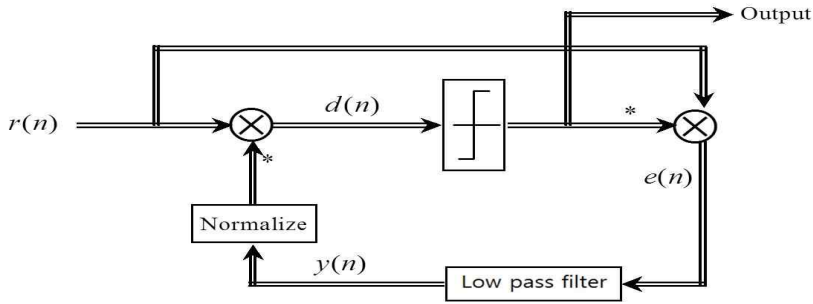 Output
r(n)
d(n)
*
*
e(n)
Normalize
y(n)
Low pass filter